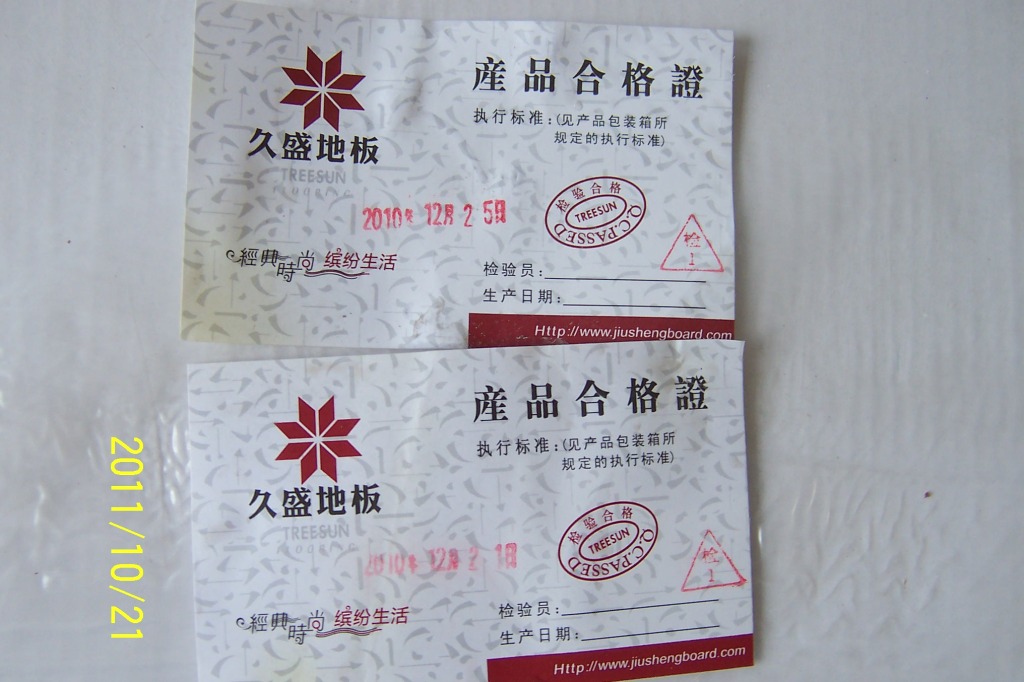 久盛地板
TREESUN
FLOORING
2010年 12月 2 5日
經典時尚 缤纷生活
産品合格證
执行标准:(见产品包装箱所
规定的执行标准)
检验合格
TREESUN
Q.C.PASSED
检
1
检验员:
生产日期:
Http://www.jiushengboard.com
久盛地板
TREESUN
FLOORING
2010年 12月 2 1日
經典時尚 缤纷生活
産品合格證
执行标准:(见产品包装箱所
规定的执行标准)
检验合格
TREESUN
Q.C.PASSED
检
1
检验员:
生产日期:
Http://www.jiushengboard.com
2011/10/21